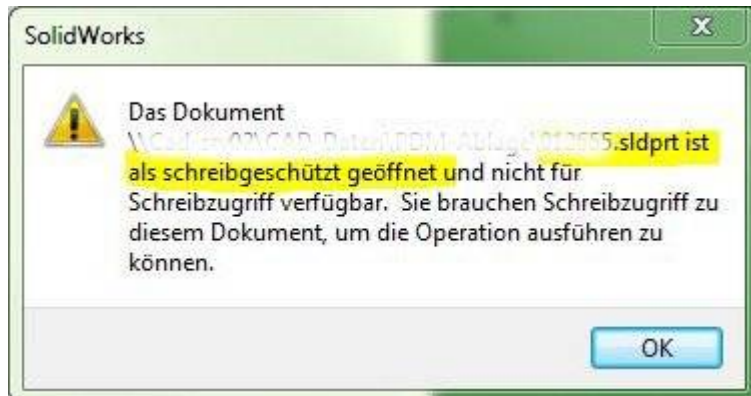 SolidWorks
Das Dokument
.sldprt ist
als schreibgeschützt geöffnet und nicht für
Schreibzugriff verfügbar. Sie brauchen Schreibzugriff zu
diesem Dokument, um die Operation ausführen zu
können.
OK